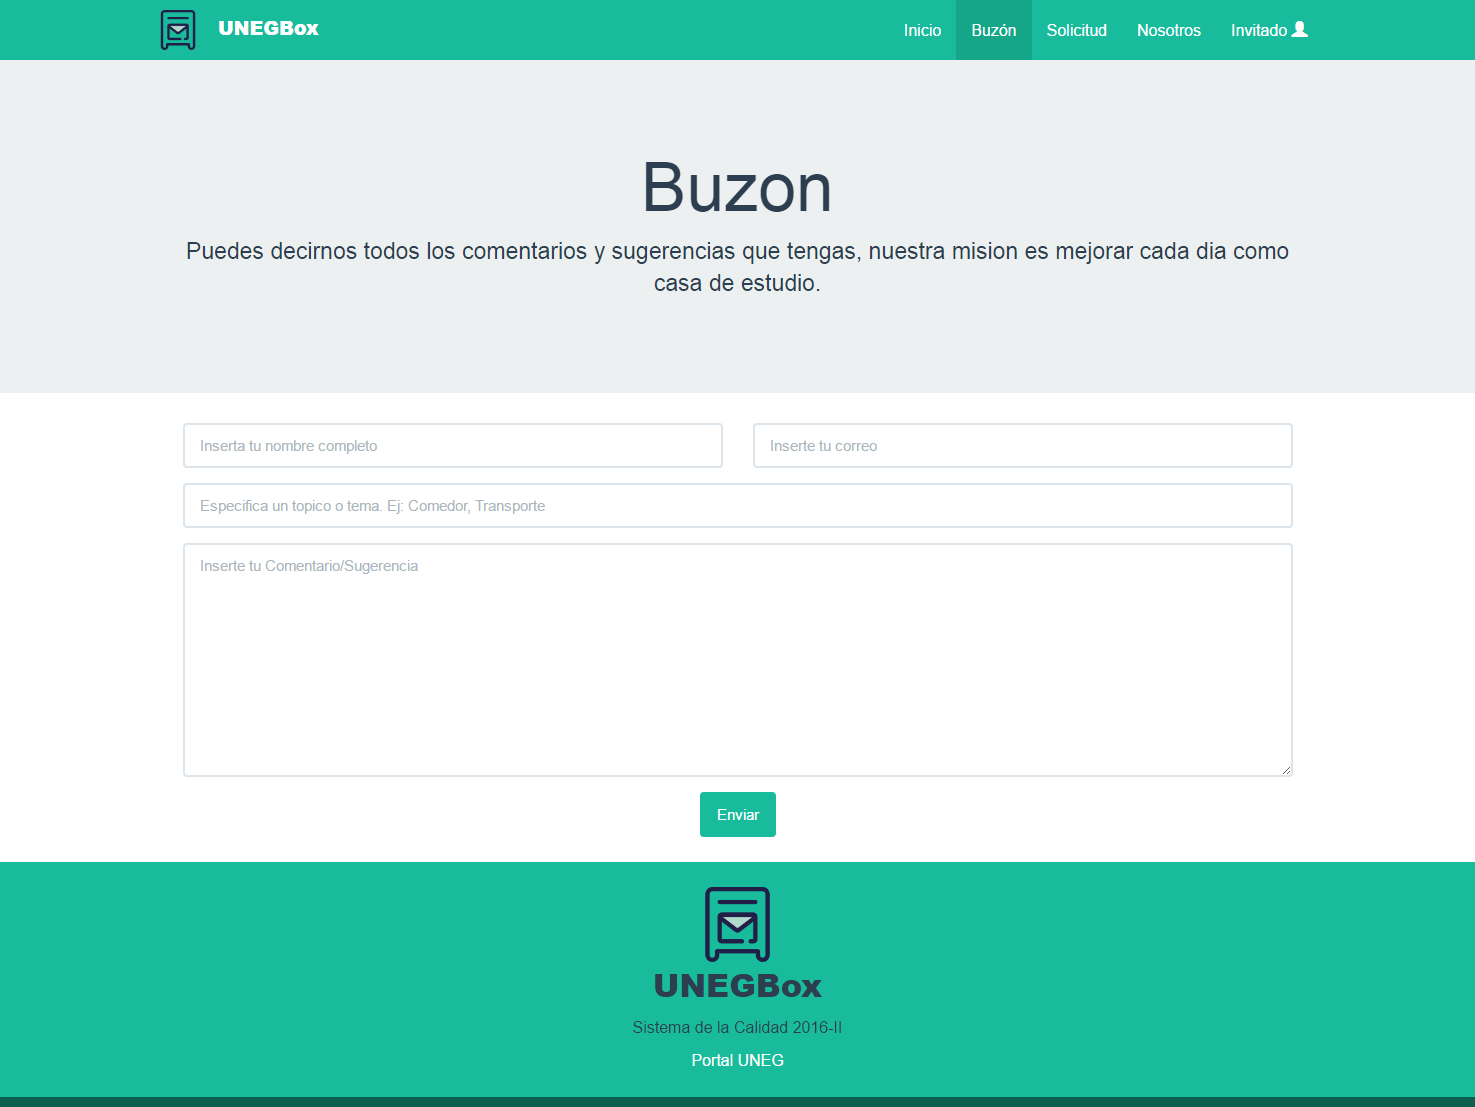 UNEGBox
Inicio Buzón Solicitud Nosotros Invitado
Buzon
Puedes decirnos todos los comentarios y sugerencias que tengas, nuestra mision es mejorar cada dia como
casa de estudio.
Inserta tu nombre completo
Inserte tu correo
Especifica un topico o tema. Ej: Comedor, Transporte
Inserte tu Comentario/Sugerencia
Enviar
UNEGBox
Sistema de la Calidad 2016-II
Portal UNEG